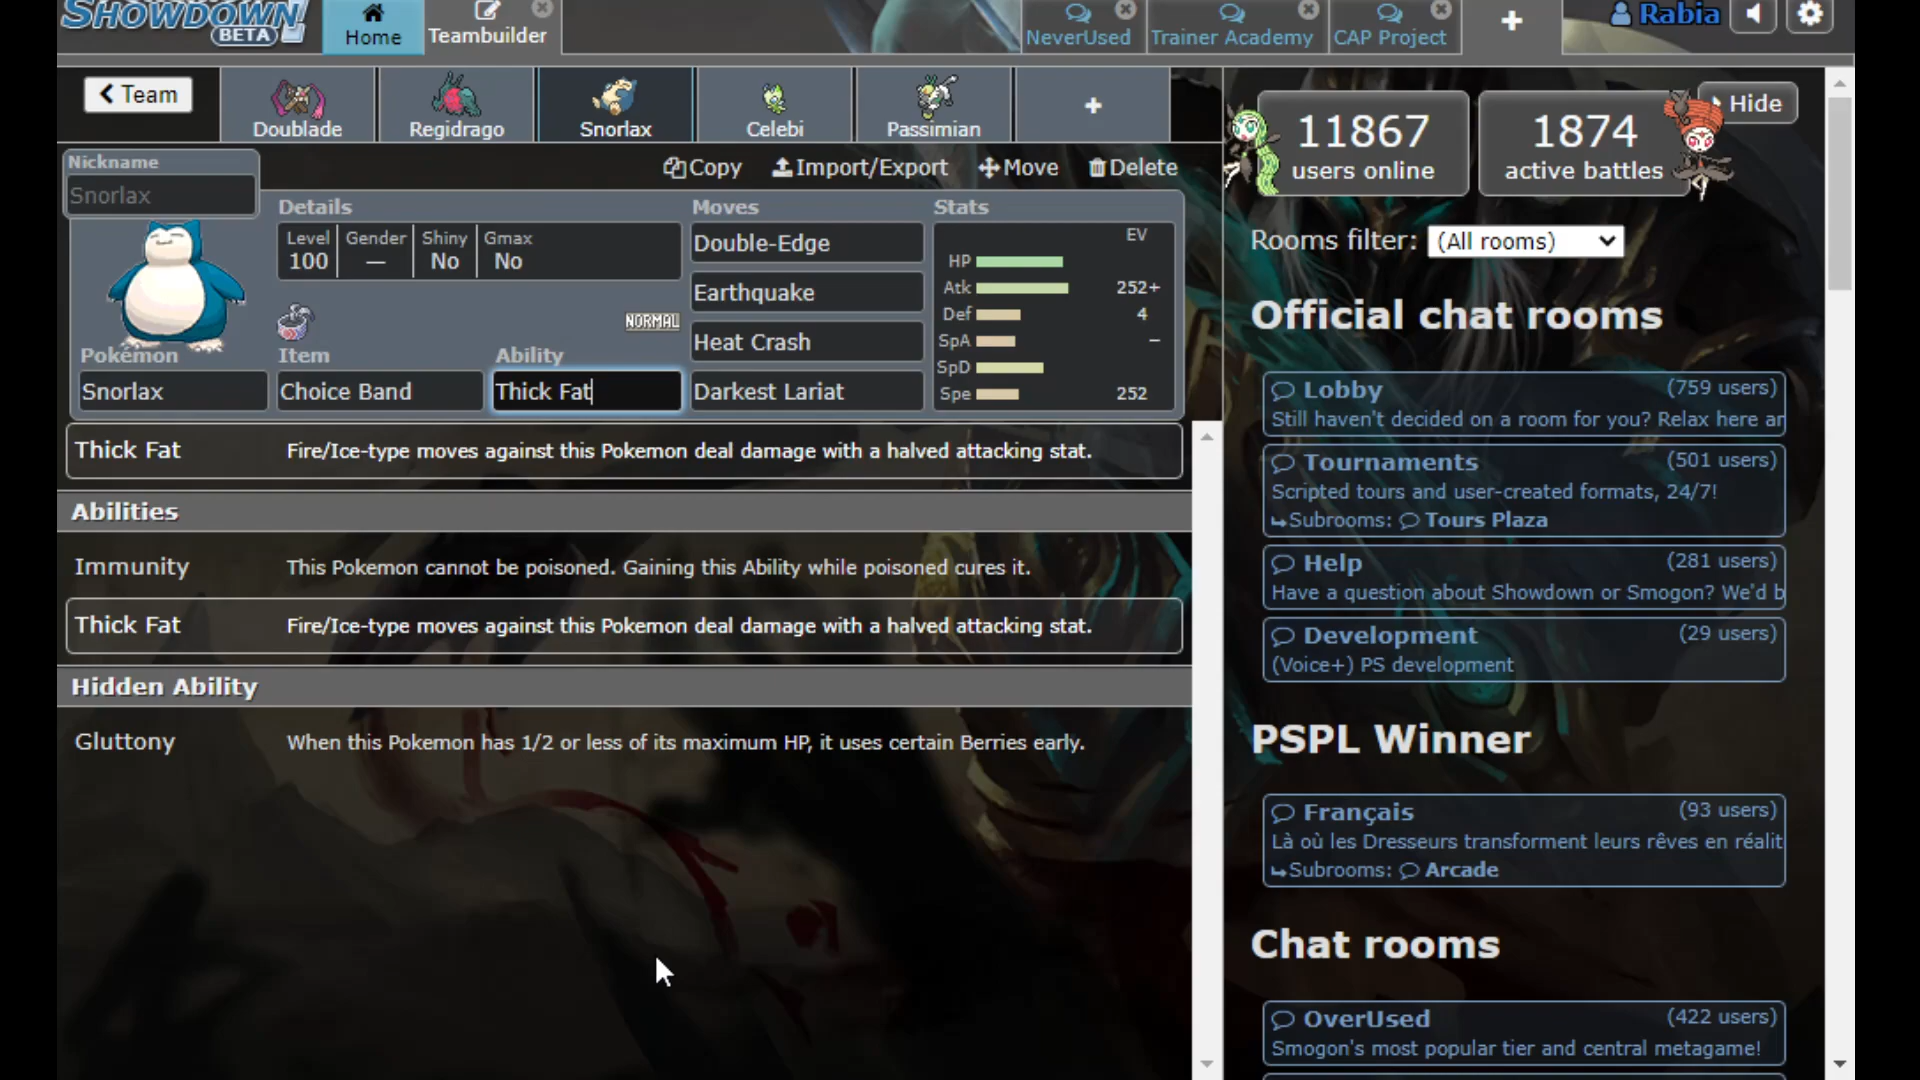 SHOWDOWN
BETA
Home
Teambuilder
NeverUsed
Trainer Academy
CAP Project
Rabia
Team
Doublade
Regidrago
Snorlax
Celebi
Passimian
Hide
11867
users online
1874
active battles
Nickname
Snorlax
Copy
Import/Export
Move
Delete
Details
Moves
Stats
Level
100
Gender
—
Shiny
No
Gmax
No
Double-Edge
Earthquake
Heat Crash
Darkest Lariat
EV
HP
Atk 252+
Def 4
SpA –
SpD
Spe 252
NORMAL
Pokémon
Item
Ability
Snorlax
Choice Band
Thick Fat
Thick Fat Fire/Ice-type moves against this Pokemon deal damage with a halved attacking stat.
Abilities
Immunity This Pokemon cannot be poisoned. Gaining this Ability while poisoned cures it.
Thick Fat Fire/Ice-type moves against this Pokemon deal damage with a halved attacking stat.
Hidden Ability
Gluttony When this Pokemon has 1/2 or less of its maximum HP, it uses certain Berries early.
Rooms filter: (All rooms)
Official chat rooms
Lobby (759 users)
Still haven't decided on a room for you? Relax here ar
Tournaments (501 users)
Scripted tours and user-created formats, 24/7!
↳Subrooms: Tours Plaza
Help (281 users)
Have a question about Showdown or Smogon? We'd b
Development (29 users)
(Voice+) PS development
PSPL Winner
Français (93 users)
Là où les Dresseurs transforment leurs rêves en réalit
↳Subrooms: Arcade
Chat rooms
OverUsed (422 users)
Smogon's most popular tier and central metagame!